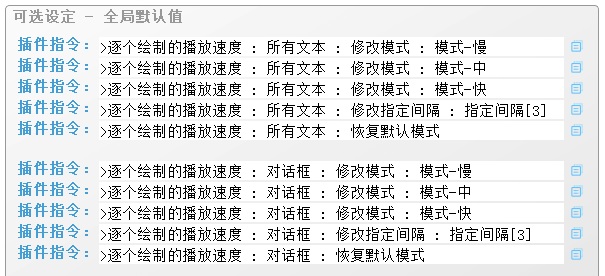 可选设定 - 全局默认值
插件指令：>逐个绘制的播放速度 : 所有文本 : 修改模式 : 模式-慢
插件指令：>逐个绘制的播放速度 : 所有文本 : 修改模式 : 模式-中
插件指令：>逐个绘制的播放速度 : 所有文本 : 修改模式 : 模式-快
插件指令：>逐个绘制的播放速度 : 所有文本 : 修改指定间隔 : 指定间隔[3]
插件指令：>逐个绘制的播放速度 : 所有文本 : 恢复默认模式
插件指令：>逐个绘制的播放速度 : 对话框 : 修改模式 : 模式-慢
插件指令：>逐个绘制的播放速度 : 对话框 : 修改模式 : 模式-中
插件指令：>逐个绘制的播放速度 : 对话框 : 修改模式 : 模式-快
插件指令：>逐个绘制的播放速度 : 对话框 : 修改指定间隔 : 指定间隔[3]
插件指令：>逐个绘制的播放速度 : 对话框 : 恢复默认模式